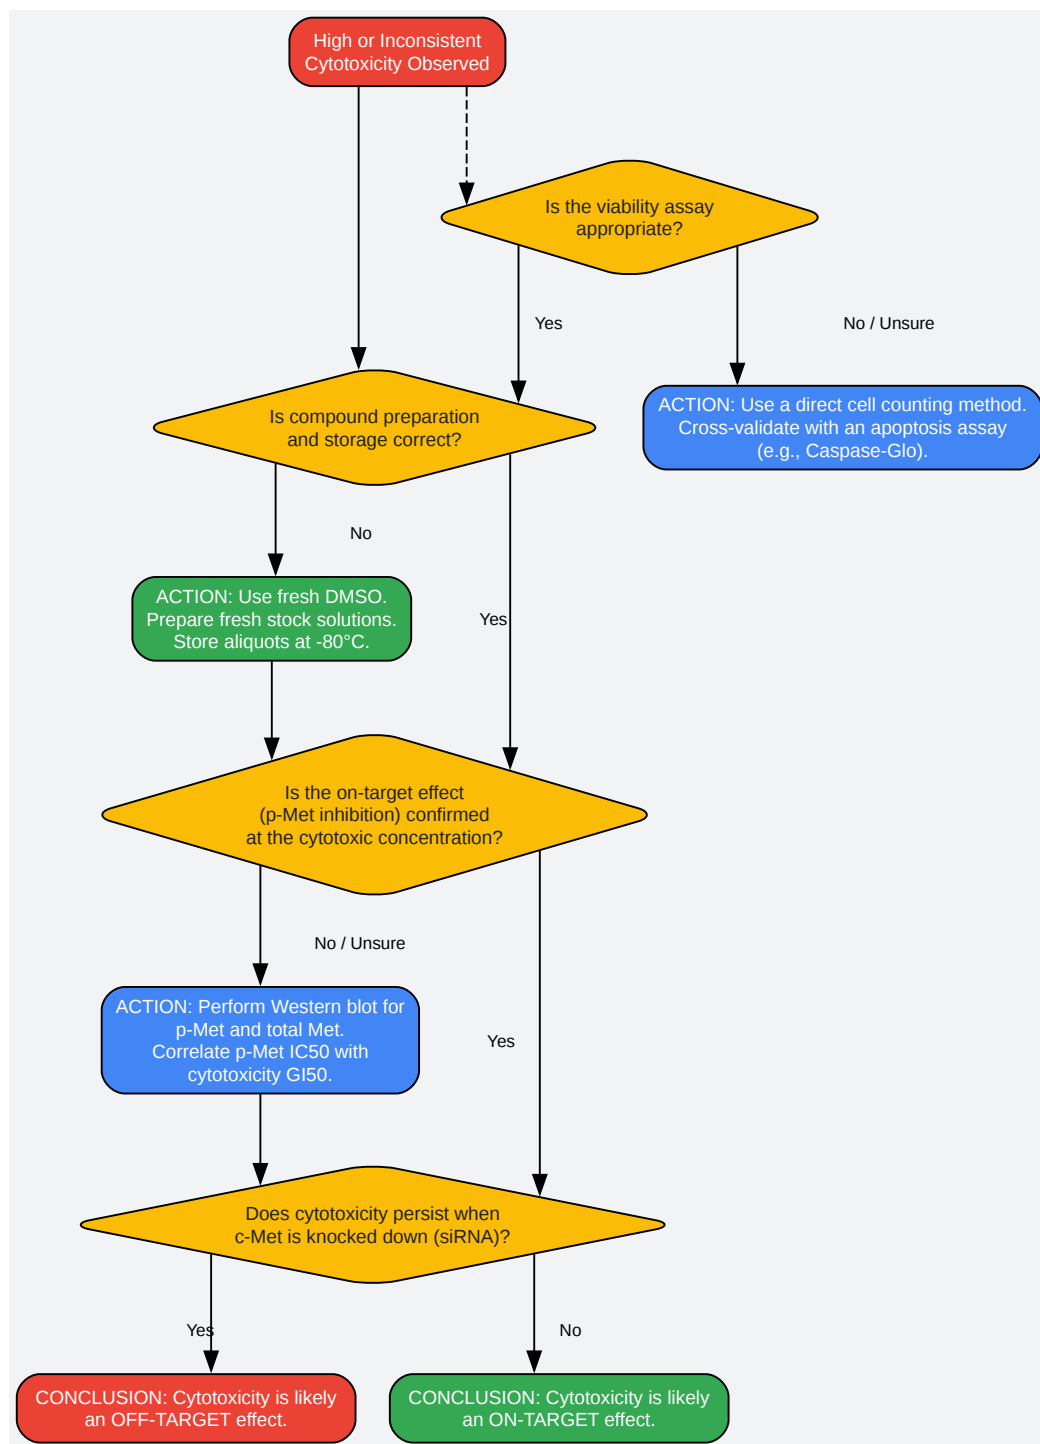 High or Inconsistent
Cytotoxicity Observed
Is the viability assay
appropriate?
Yes
No / Unsure
ACTION: Use a direct cell counting method.
Cross-validate with an apoptosis assay
(e.g., Caspase-Glo).
Is compound preparation
and storage correct?
No
Yes
ACTION: Use fresh DMSO.
Prepare fresh stock solutions.
Store aliquots at -80°C.
Is the on-target effect
(p-Met inhibition) confirmed
at the cytotoxic concentration?
No / Unsure
Yes
ACTION: Perform Western blot for
p-Met and total Met.
Correlate p-Met IC50 with
cytotoxicity GI50.
Does cytotoxicity persist when
c-Met is knocked down (siRNA)?
Yes
No
CONCLUSION: Cytotoxicity is likely
an OFF-TARGET effect.
CONCLUSION: Cytotoxicity is likely
an ON-TARGET effect.